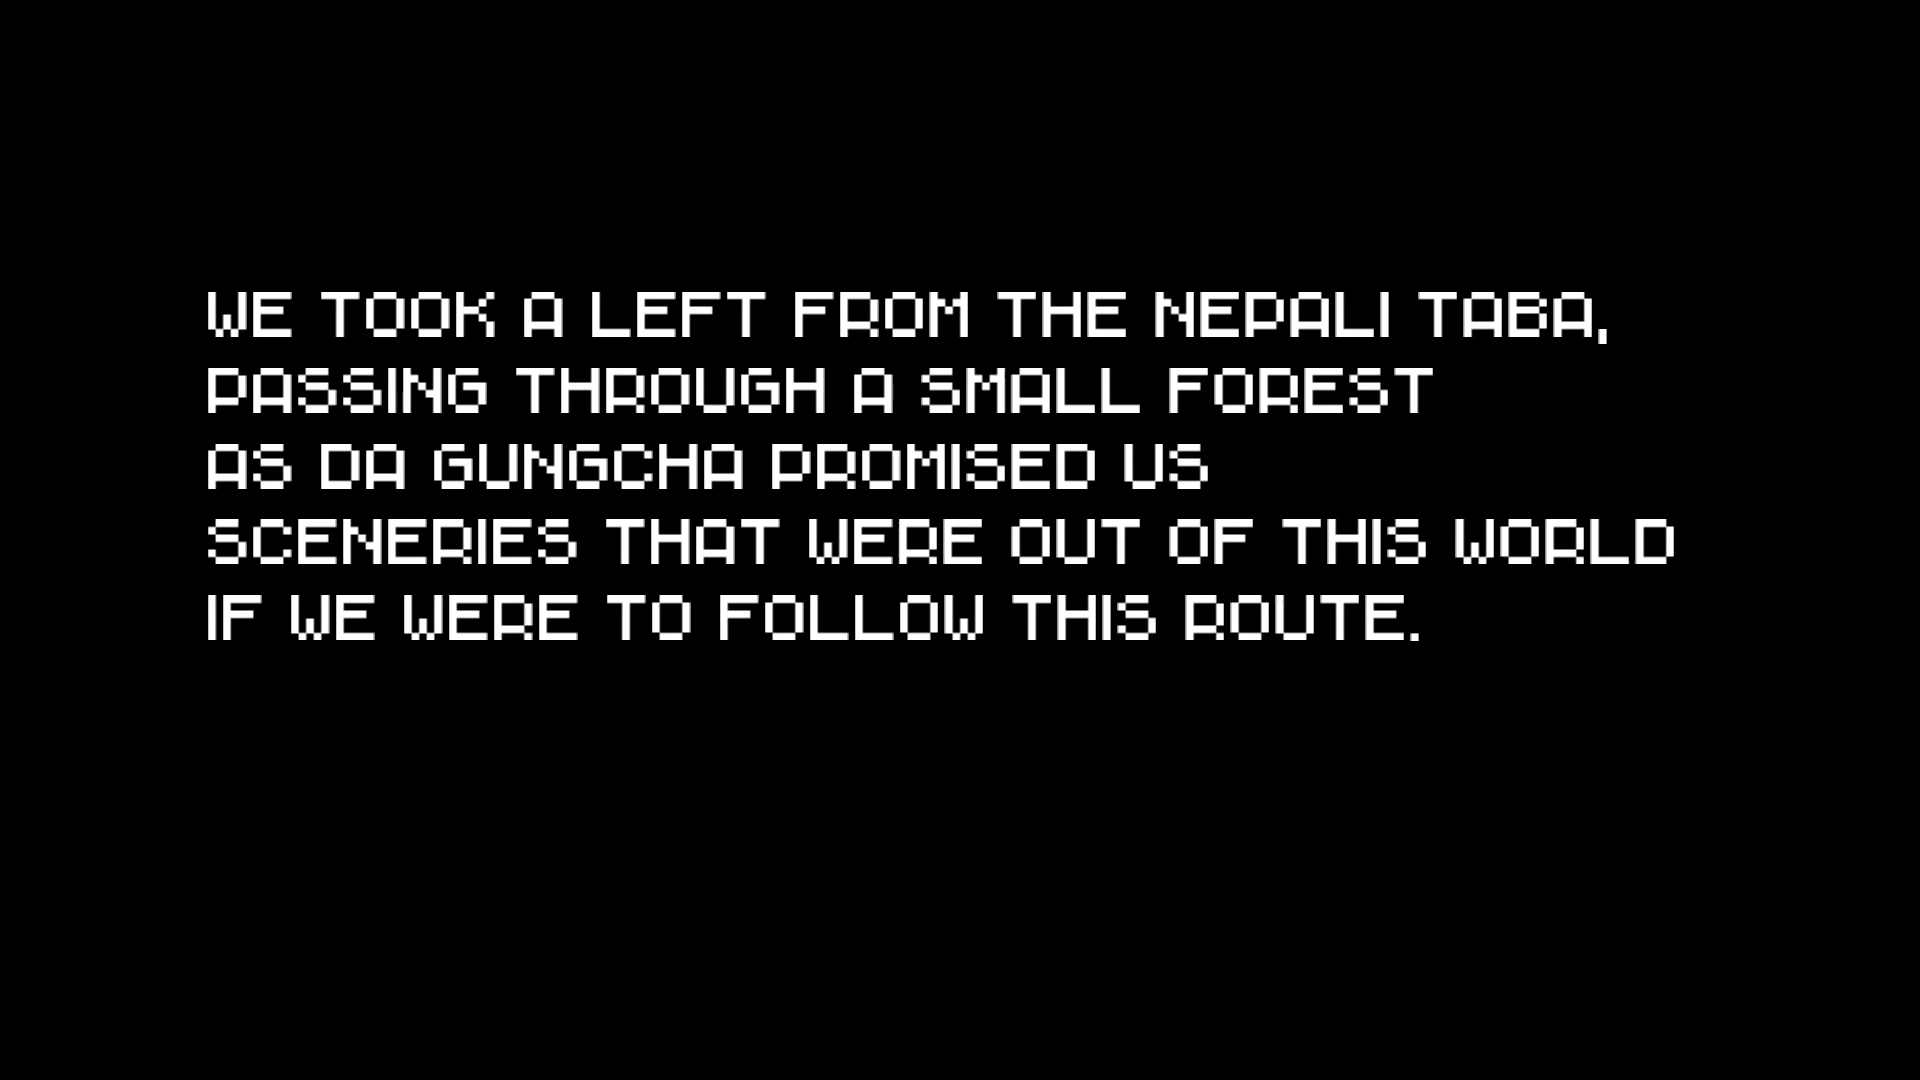 WE TOOK A LEFT FROM THE NEPALI TABA,
PASSING THROUGH A SMALL FOREST
AS DA GUNGCHA PROMISED US
SCENERIES THAT WERE OUT OF THIS WORLD
IF WE WERE TO FOLLOW THIS ROUTE.